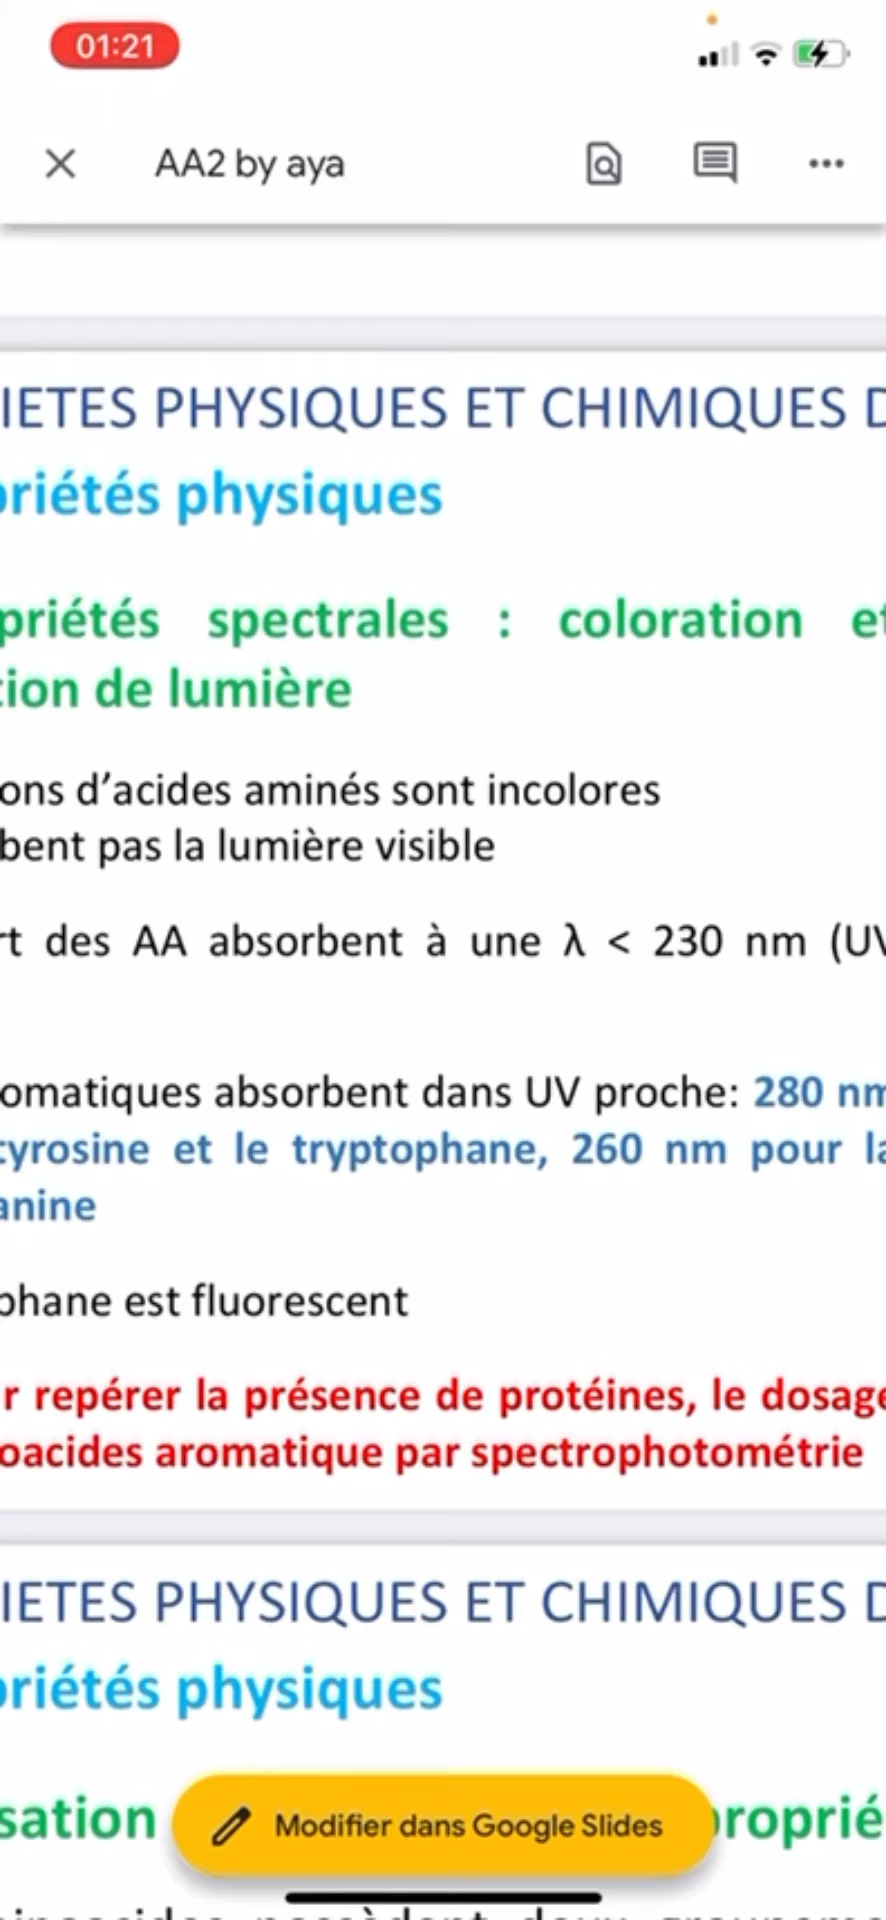 01:21
AA2 by aya
IETES PHYSIQUES ET CHIMIQUES D
priétés physiques
priétés spectrales : coloration et
tion de lumière
ons d'acides aminés sont incolores
bent pas la lumière visible
rt des AA absorbent à une λ < 230 nm (UV
omatiques absorbent dans UV proche: 280 nm
tyrosine et le tryptophane, 260 nm pour la
anine
phane est fluorescent
r repérer la présence de protéines, le dosage
oacides aromatique par spectrophotométrie
IETES PHYSIQUES ET CHIMIQUES D
priétés physiques
sation
Modifier dans Google Slides
proprié